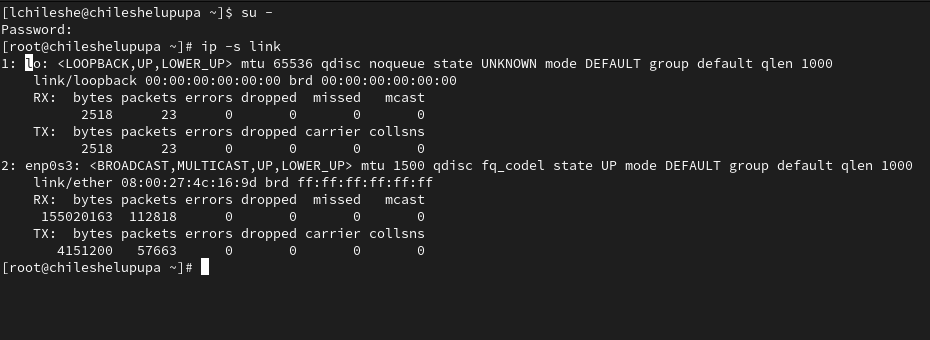 [lchileshe@chileshelupupa ~]$ su -
Password:
[root@chileshelupupa ~]# ip -s link
1: lo: <LOOPBACK,UP,LOWER_UP> mtu 65536 qdisc noqueue state UNKNOWN mode DEFAULT group default qlen 1000
    link/loopback 00:00:00:00:00:00 brd 00:00:00:00:00:00
    RX:  bytes packets errors dropped  missed   mcast
          2518      23      0       0       0       0
    TX:  bytes packets errors dropped carrier collsns
          2518      23      0       0       0       0
2: enp0s3: <BROADCAST,MULTICAST,UP,LOWER_UP> mtu 1500 qdisc fq_codel state UP mode DEFAULT group default qlen 1000
    link/ether 08:00:27:4c:16:9d brd ff:ff:ff:ff:ff:ff
    RX:  bytes packets errors dropped  missed   mcast
     155020163  112818      0       0       0       0
    TX:  bytes packets errors dropped carrier collsns
       4151200   57663      0       0       0       0
[root@chileshelupupa ~]#